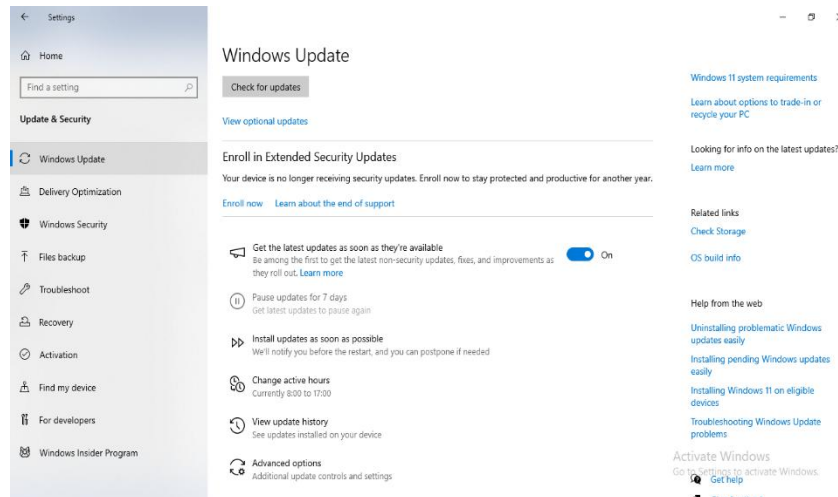 Settings
Home
Find a setting
Update & Security
Windows Update
Delivery Optimization
Windows Security
Files backup
Troubleshoot
Recovery
Activation
Find my device
For developers
Windows Insider Program
Windows Update
Check for updates
View optional updates
Enroll in Extended Security Updates
Your device is no longer receiving security updates. Enroll now to stay protected and productive for another year.
Enroll now Learn about the end of support
Get the latest updates as soon as they're available
Be among the first to get the latest non-security updates, fixes, and improvements as
they roll out. Learn more
On
Pause updates for 7 days
Get latest updates to pause again
Install updates as soon as possible
We'll notify you before the restart, and you can postpone if needed
Change active hours
Currently 8:00 to 17:00
View update history
See updates installed on your device
Advanced options
Additional update controls and settings
Windows 11 system requirements
Learn about options to trade-in or
recycle your PC
Looking for info on the latest updates?
Learn more
Related links
Check Storage
OS build info
Help from the web
Uninstalling problematic Windows
updates easily
Installing pending Windows updates
easily
Installing Windows 11 on eligible
devices
Troubleshooting Windows Update
problems
Activate Windows
Go to Settings to activate Windows.
Get help